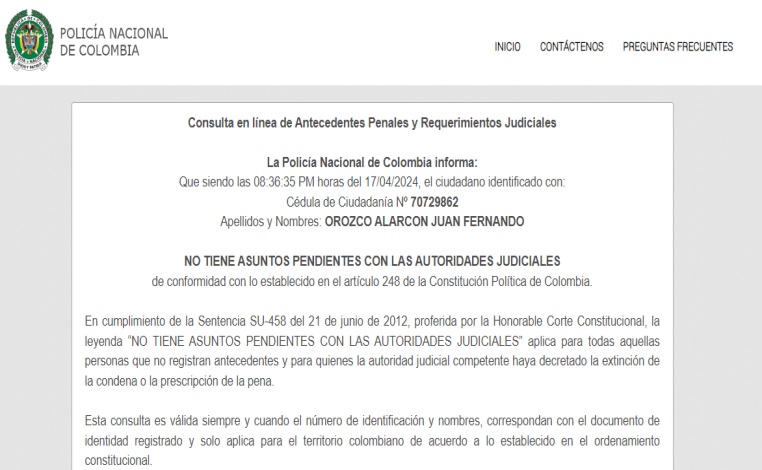 POLICÍA NACIONAL
DE COLOMBIA
INICIO CONTÁCTENOS PREGUNTAS FRECUENTES
Consulta en línea de Antecedentes Penales y Requerimientos Judiciales
La Policía Nacional de Colombia informa:
Que siendo las 08:36:35 PM horas del 17/04/2024, el ciudadano identificado con:
Cédula de Ciudadanía Nº 70729862
Apellidos y Nombres: OROZCO ALARCON JUAN FERNANDO
NO TIENE ASUNTOS PENDIENTES CON LAS AUTORIDADES JUDICIALES
de conformidad con lo establecido en el artículo 248 de la Constitución Política de Colombia.
En cumplimiento de la Sentencia SU-458 del 21 de junio de 2012, proferida por la Honorable Corte Constitucional, la
leyenda “NO TIENE ASUNTOS PENDIENTES CON LAS AUTORIDADES JUDICIALES” aplica para todas aquellas
personas que no registran antecedentes y para quienes la autoridad judicial competente haya decretado la extinción de
la condena o la prescripción de la pena.
Esta consulta es válida siempre y cuando el número de identificación y nombres, correspondan con el documento de
identidad registrado y solo aplica para el territorio colombiano de acuerdo a lo establecido en el ordenamiento
constitucional.